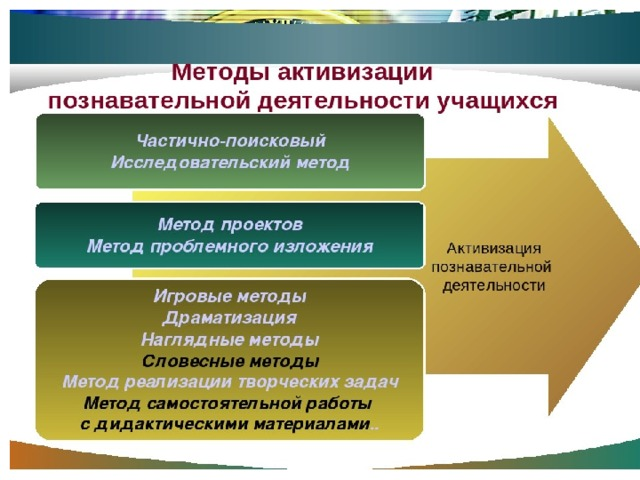 Методы активизации
познавательной деятельности учащихся
Частично-поисковый
Исследовательский метод
Метод проектов
Метод проблемного изложения
Игровые методы
Драматизация
Наглядные методы
Словесные методы
Метод реализации творческих задач
Метод самостоятельной работы
с дидактическими материалами..
Активизация
познавательной
деятельности